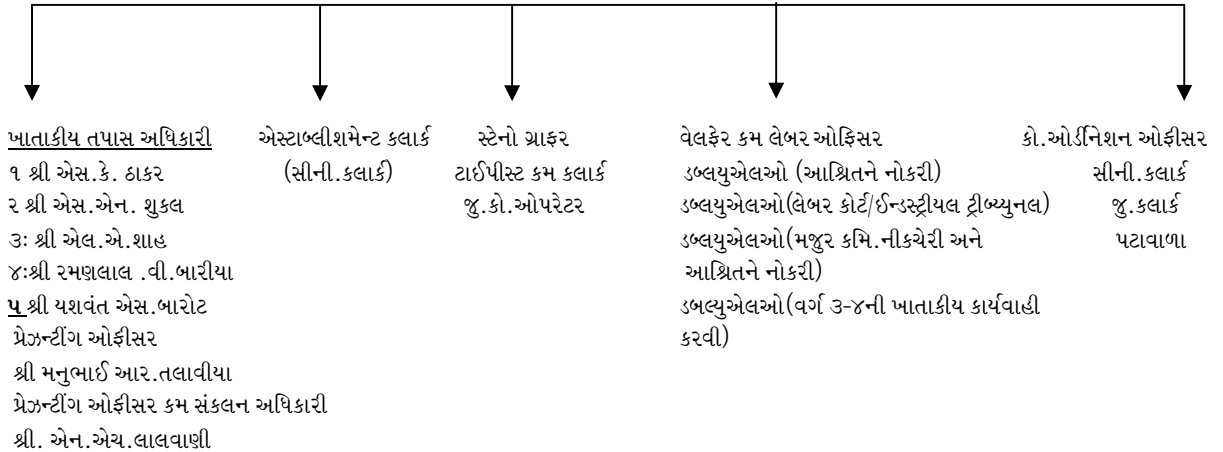 ખાતાકીય તપાસ અધિકારી
૧ શ્રી એસ.કે. ઠાકર
૨ શ્રી એસ.એન. શુકલ
૩: શ્રી એલ.એ.શાહ
૪:શ્રી રમણલાલ .વી.બારીયા
૫ શ્રી યશવંત એસ.બારોટ
પ્રેઝન્ટીંગ ઓફીસર
શ્રી મનુભાઈ આર.તલાવીયા
પ્રેઝન્ટીંગ ઓફીસર કમ સંકલન અધિકારી
શ્રી. એન.એચ.લાલવાણી
એસ્ટાબ્લીશમેન્ટ કલાર્ક
(સીની.કલાર્ક)
સ્ટેનો ગ્રાફર
ટાઈપીસ્ટ કમ કલાર્ક
જુ.કો.ઓપરેટર
વેલફેર કમ લેબર ઓફિસર
ડબ્લયુએલઓ (આશ્રિતને નોકરી)
ડબ્લયુએલઓ(લેબર કોર્ટ/ઈન્ડસ્ટ્રીયલ ટ્રીબ્યુનલ)
ડબ્લયુએલઓ(મજુર કમિ.નીકચેરી અને
આશ્રિતને નોકરી)
ડબલ્યુએલઓ(વર્ગ ૩-૪ની ખાતાકીય કાર્યવાહી
કરવી)
કો.ઓર્ડીનેશન ઓફીસર
સીની.કલાર્ક
જુ.કલાર્ક
પટાવાળા